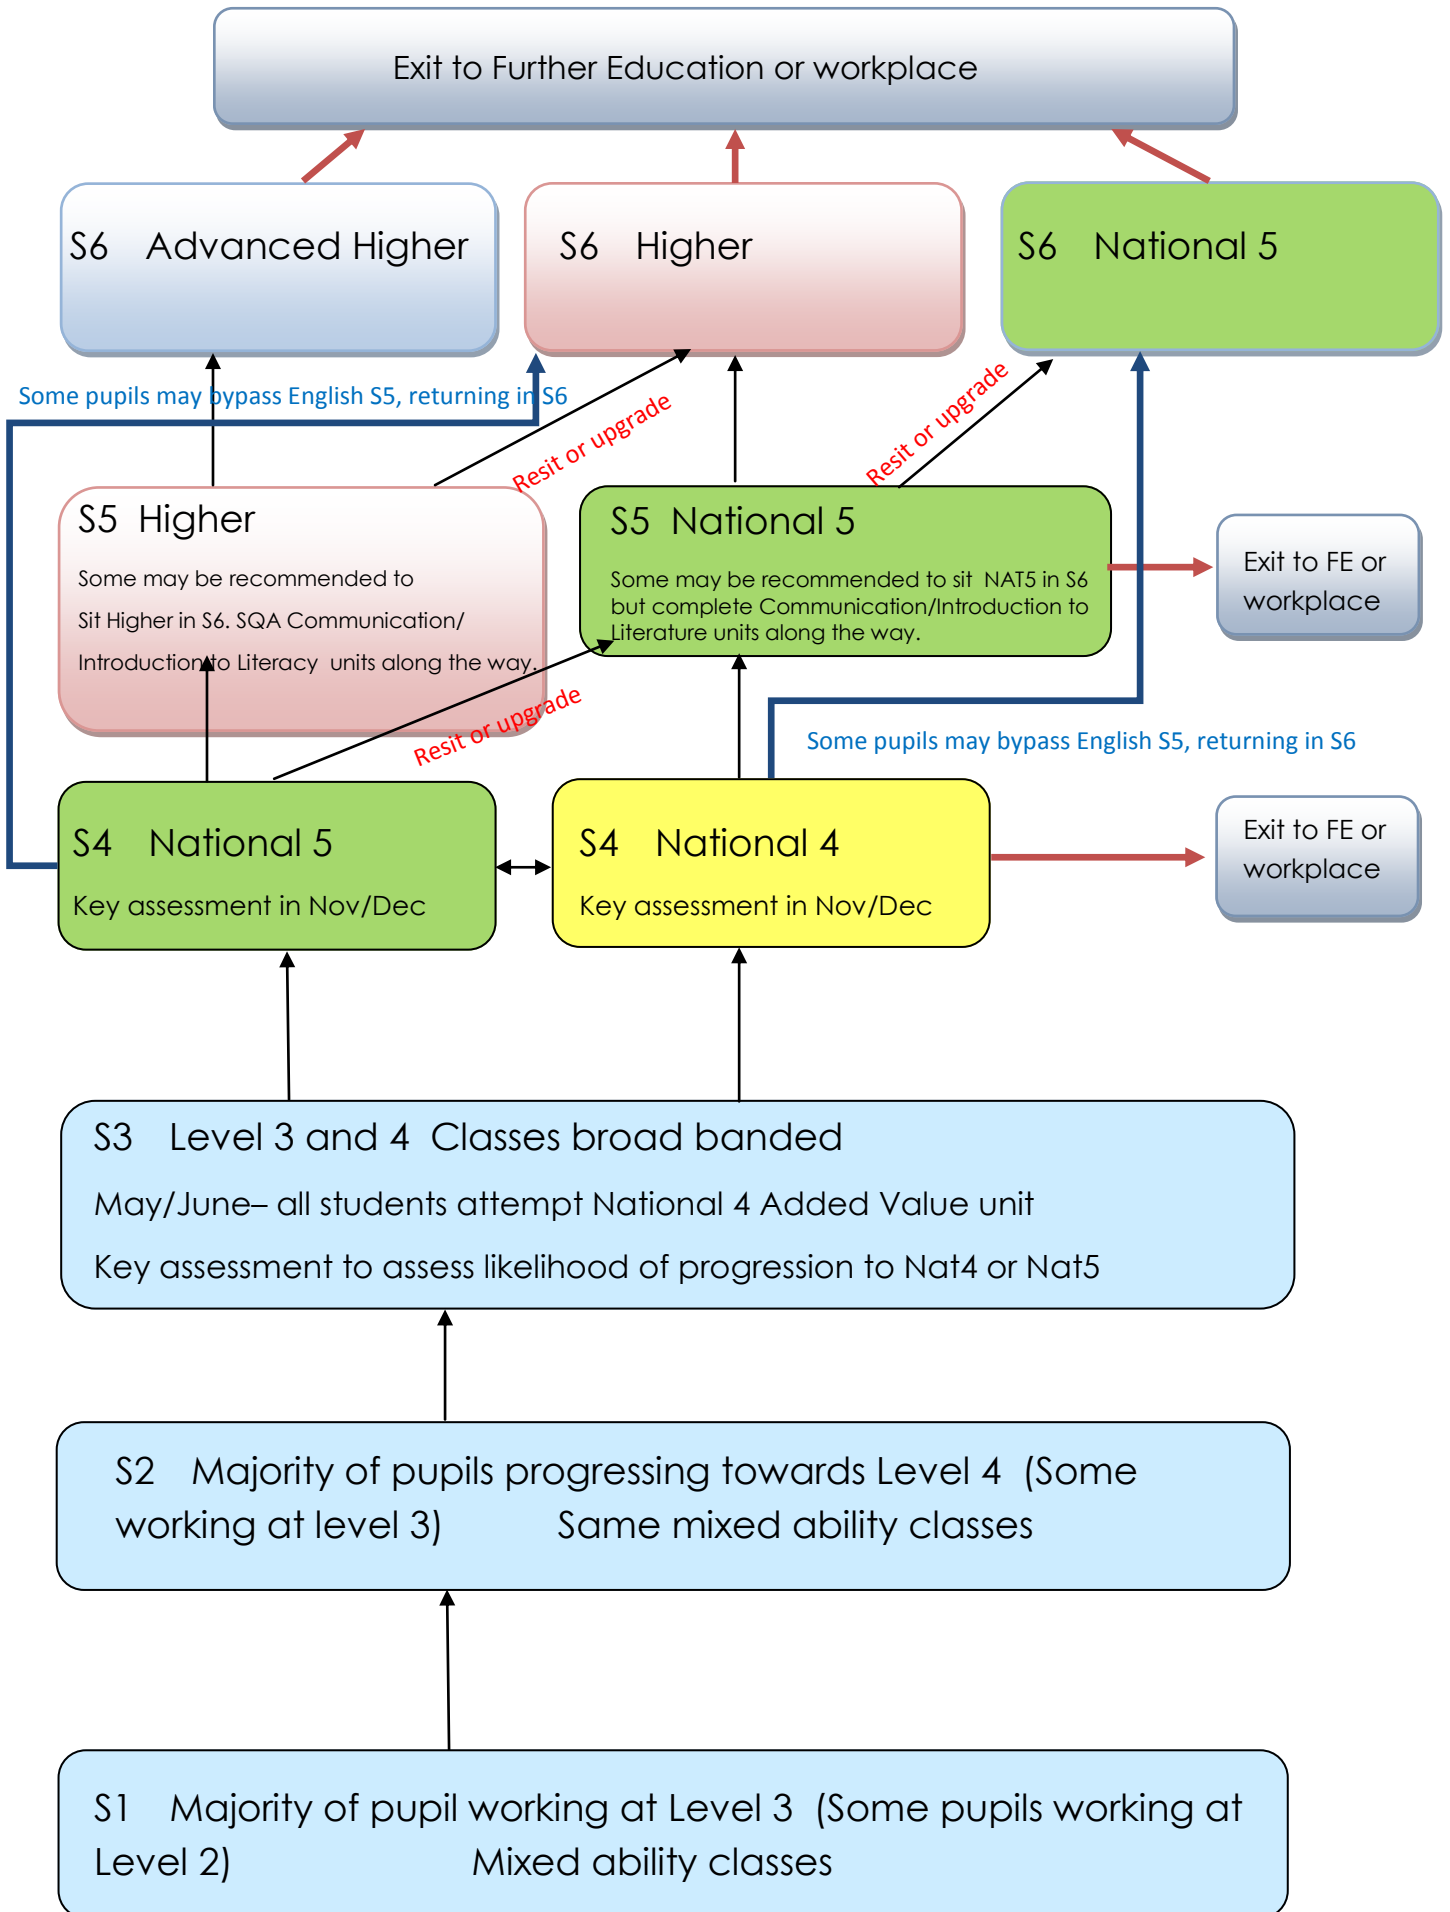 Exit to Further Education or workplace
S6 Advanced Higher
S6 Higher
S6 National 5
Some pupils may bypass English S5, returning in S6
Resit or upgrade
Resit or upgrade
S5 Higher
Some may be recommended to
Sit Higher in S6. SQA Communication/
Introduction to Literacy units along the way.
S5 National 5
Some may be recommended to sit NAT5 in S6
but complete Communication/Introduction to
Literature units along the way.
Exit to FE or
workplace
Resit or upgrade
Some pupils may bypass English S5, returning in S6
S4 National 5
Key assessment in Nov/Dec
S4 National 4
Key assessment in Nov/Dec
Exit to FE or
workplace
S3 Level 3 and 4 Classes broad banded
May/June– all students attempt National 4 Added Value unit
Key assessment to assess likelihood of progression to Nat4 or Nat5
S2 Majority of pupils progressing towards Level 4 (Some
working at level 3) Same mixed ability classes
S1 Majority of pupil working at Level 3 (Some pupils working at
Level 2) Mixed ability classes